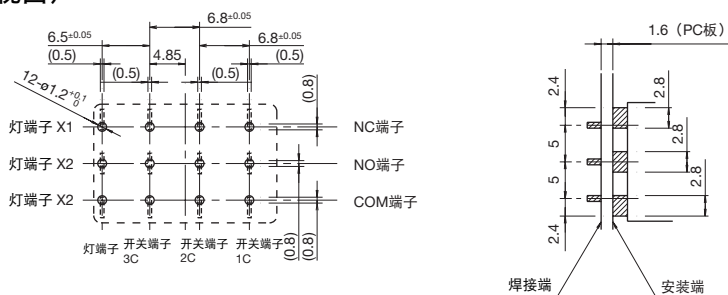 6.8±0.05
6.5±0.05
6.8±0.05
(0.5)
4.85
(0.5)
(0.5)
(0.5)
(0.8)
12-ø1.2 +0.1 0
灯端子 X1
NC端子
灯端子 X2
NO端子
灯端子 X2
COM端子
灯端子
开关端子 3C
开关端子 2C
开关端子 1C
(0.8)
(0.8)
1.6（PC板）
2.4
2.8
5
2.8
5
2.8
2.4
焊接端
安装端